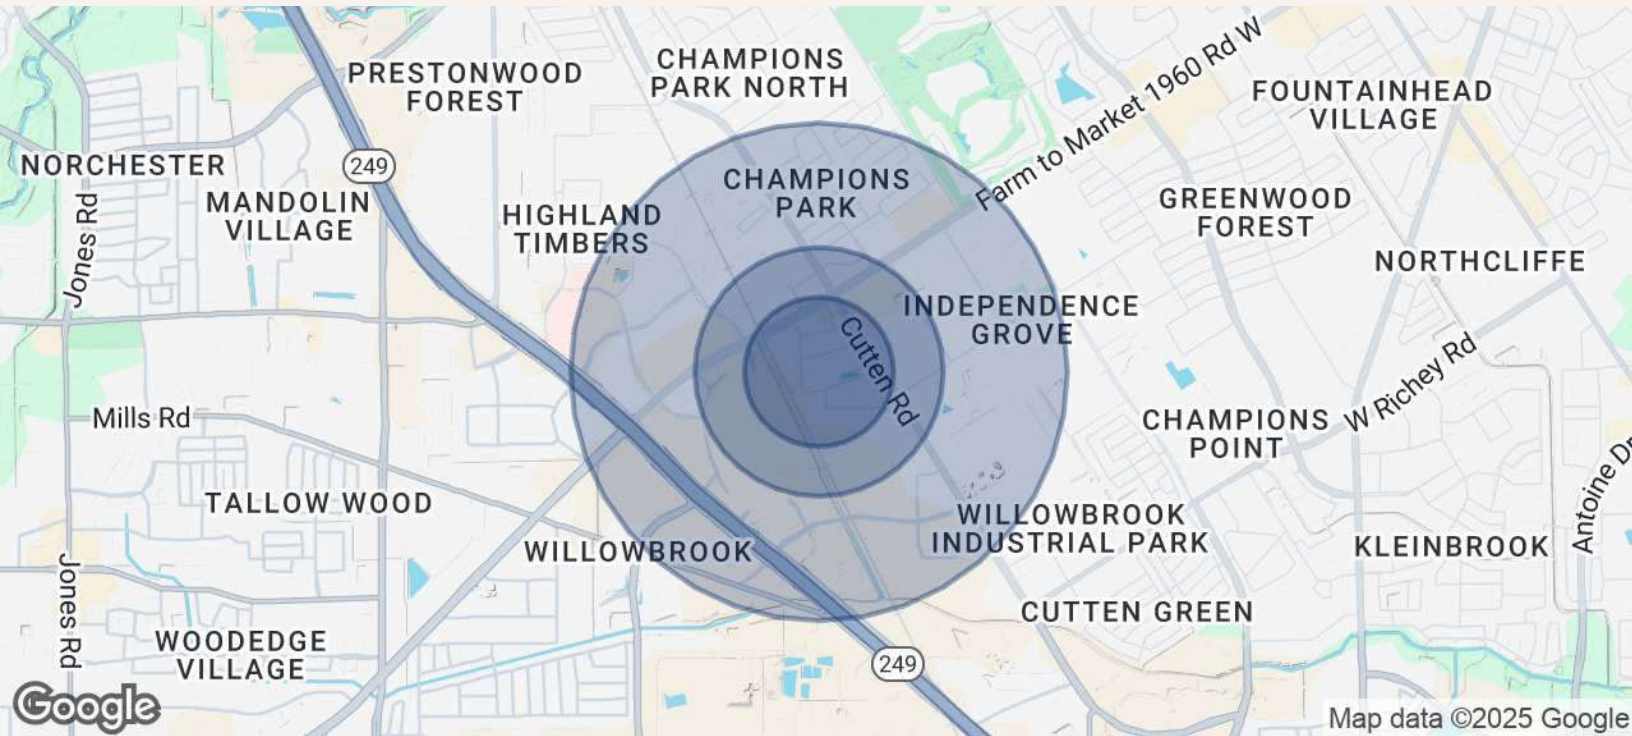 CHAMPIONS
PARK NORTH
PRESTONWOOD
FOREST
Farm to Market 1960 Rd W
FOUNTAINHEAD
VILLAGE
NORCHESTER
249
CHAMPIONS
PARK
MANDOLIN
VILLAGE
HIGHLAND
TIMBERS
GREENWOOD
FOREST
Jones Rd
NORTHCLIFFE
INDEPENDENCE
GROVE
Cutten Rd
W Richey Rd
Mills Rd
CHAMPIONS
POINT
Antoine Dr
TALLOW WOOD
WILLOWBROOK
INDUSTRIAL PARK
WILLOWBROOK
KLEINBROOK
Jones Rd
CUTTEN GREEN
WOODEDGE
VILLAGE
249
Google
Map data ©2025 Google